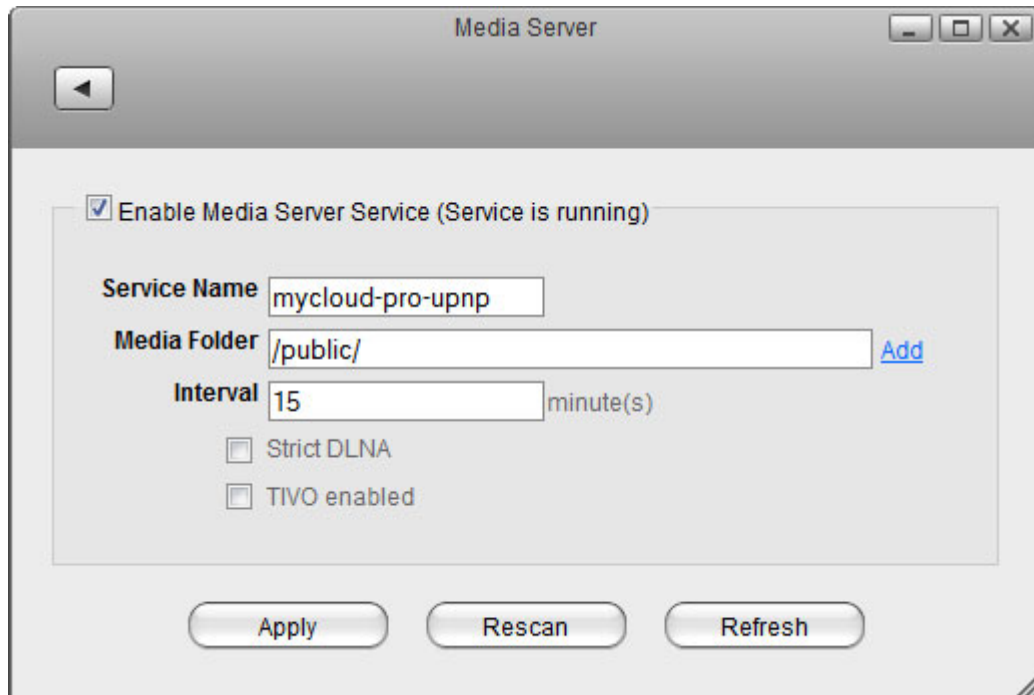 Media Server
Enable Media Server Service (Service is running)
Service Name mycloud-pro-upnp
Media Folder /public/ Add
Interval 15 minute(s)
Strict DLNA
TIVO enabled
Apply Rescan Refresh